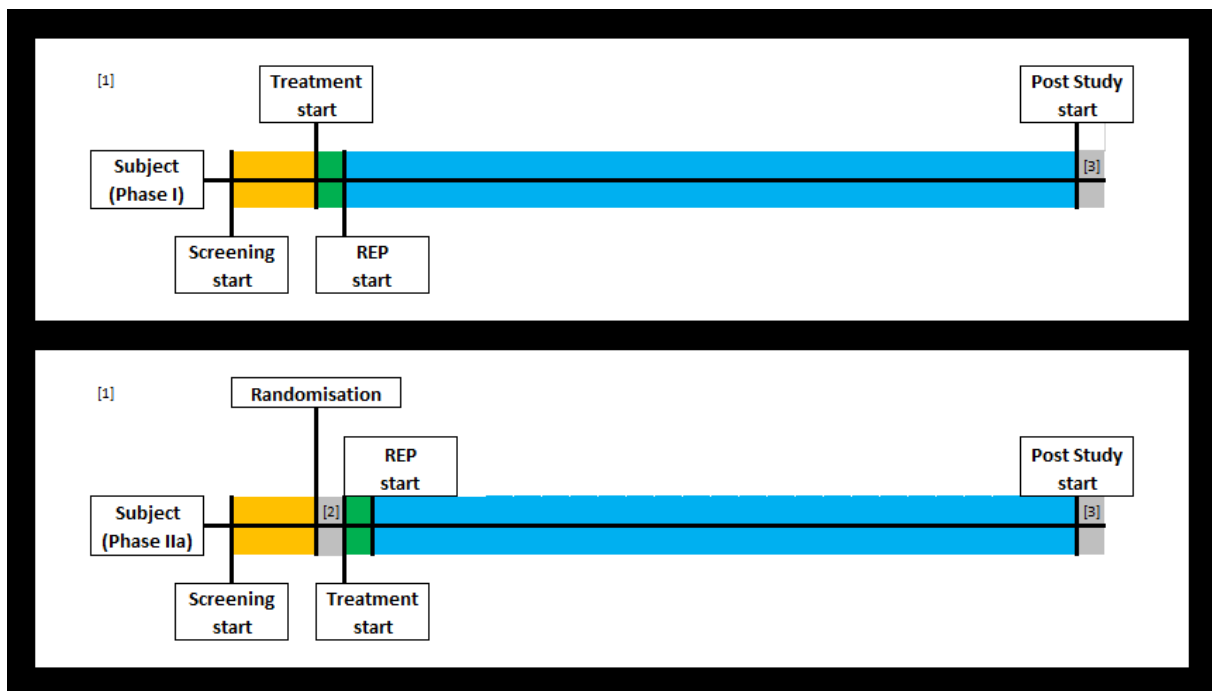 [1]
Treatment
start
Post Study
start
Subject
(Phase I)
[3]
Screening
start
REP
start
[1]
Randomisation
REP
start
Post Study
start
Subject
(Phase IIa)
[2]
[3]
Screening
start
Treatment
start